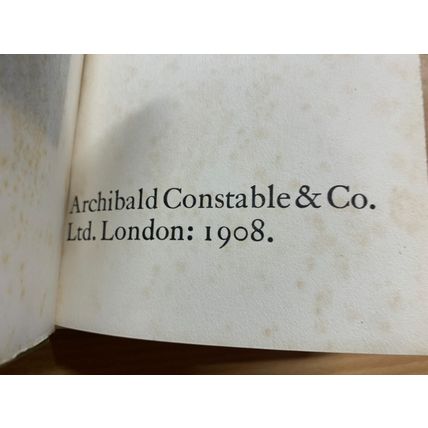 Archibald Constable & Co.
Ltd. London: 1908.